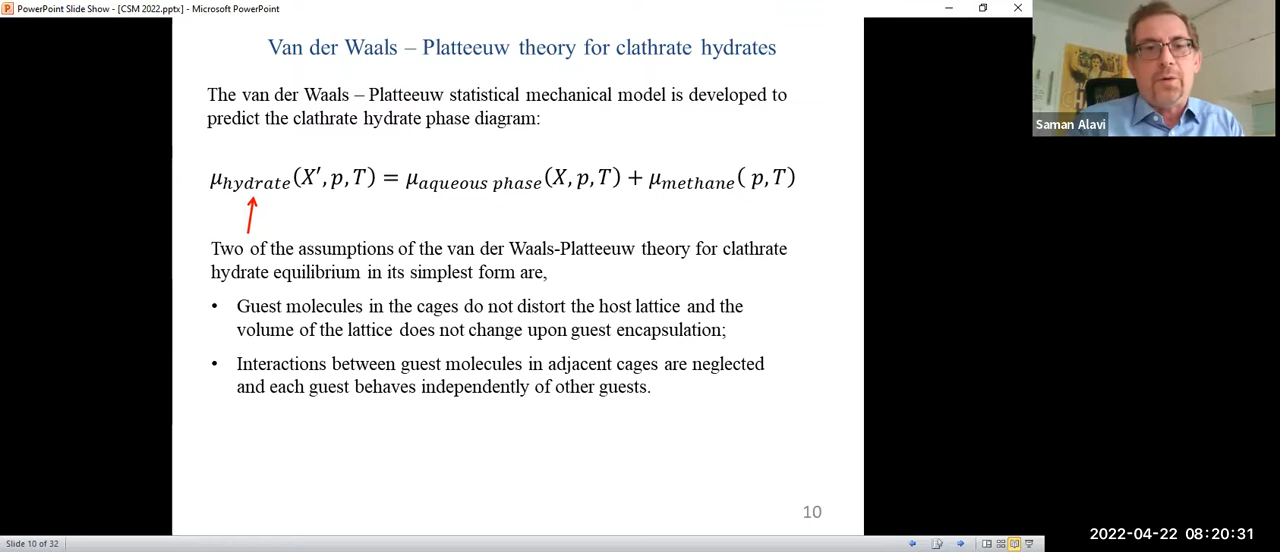 PowerPoint Slide Show - [CSM 2022.pptx] - Microsoft PowerPoint
Van der Waals – Platteeuw theory for clathrate hydrates
The van der Waals – Platteeuw statistical mechanical model is developed to
predict the clathrate hydrate phase diagram:
μ_hydrate(X′, p, T) = μ_aqueous phase(X, p, T) + μ_methane( p, T)
Two of the assumptions of the van der Waals-Platteeuw theory for clathrate
hydrate equilibrium in its simplest form are,
• Guest molecules in the cages do not distort the host lattice and the
volume of the lattice does not change upon guest encapsulation;
• Interactions between guest molecules in adjacent cages are neglected
and each guest behaves independently of other guests.
10
Saman Alavi
Slide 10 of 32
2022-04-22 08:20:31